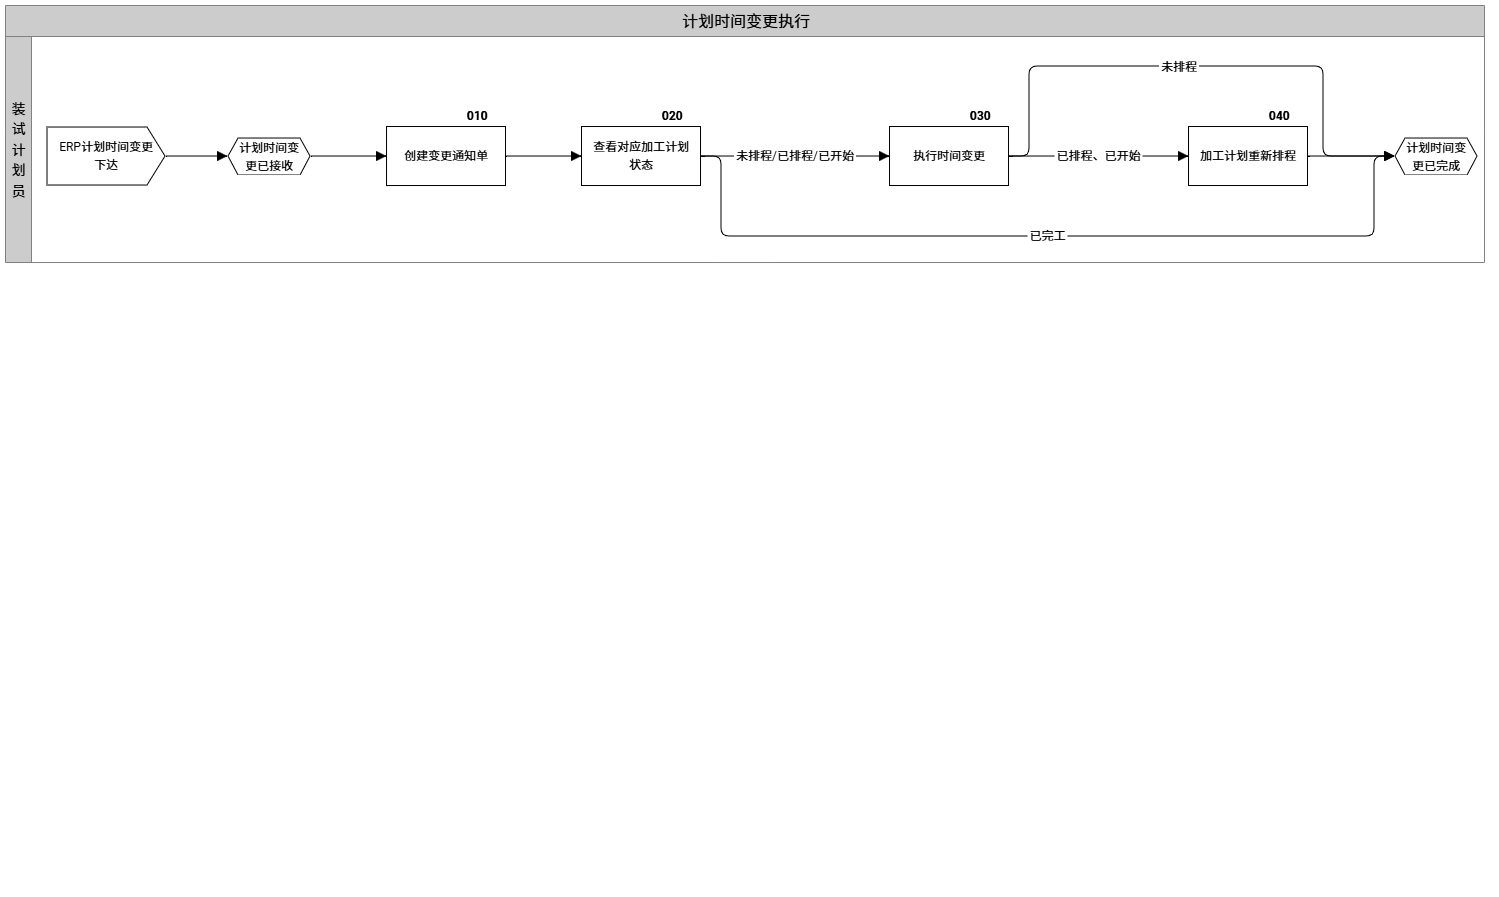 计划时间变更执行
装
试
计
划
员
ERP计划时间变更
下达
计划时间变
更已接收
010
创建变更通知单
020
查看对应加工计划
状态
未排程/已排程/已开始
030
执行时间变更
未排程
已排程、已开始
040
加工计划重新排程
已完工
计划时间变
更已完成